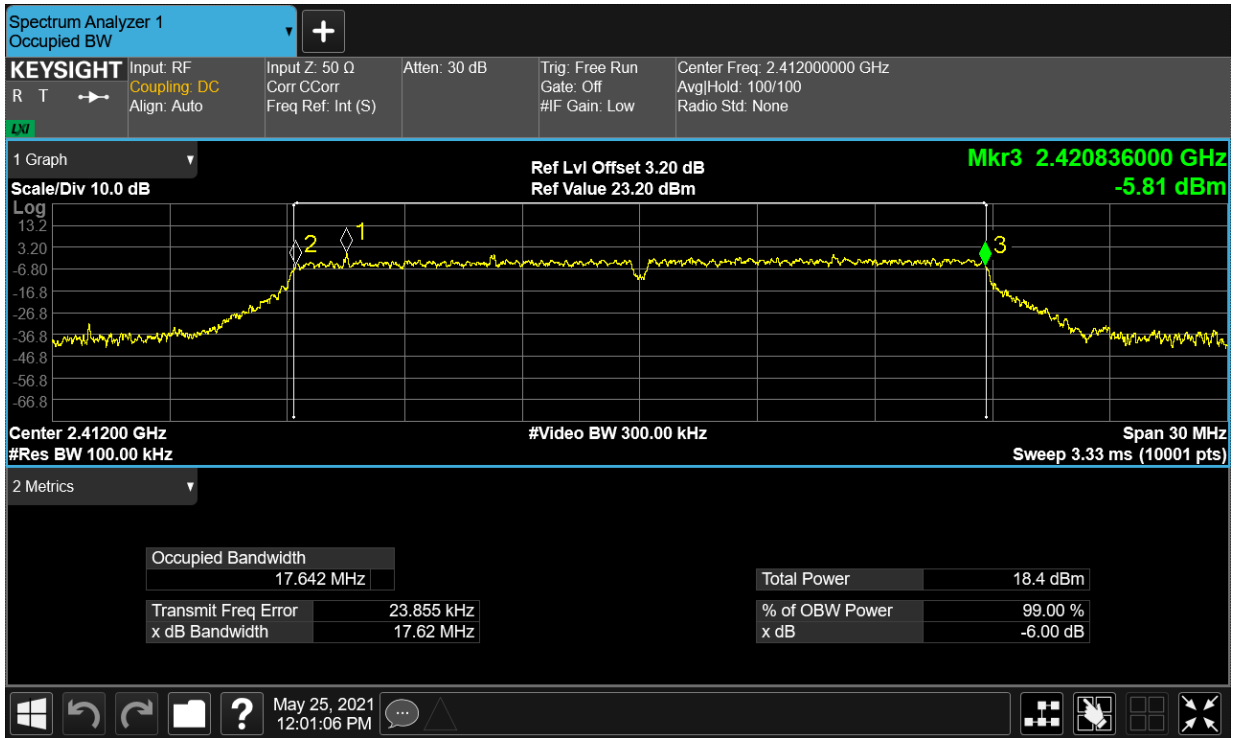 Spectrum Analyzer 1
Occupied BW
KEYSIGHT
R T
LXI
Input: RF
Coupling: DC
Align: Auto
Input Z: 50 Ω
Corr CCorr
Freq Ref: Int (S)
Atten: 30 dB
Trig: Free Run
Gate: Off
#IF Gain: Low
Center Freq: 2.412000000 GHz
Avg|Hold: 100/100
Radio Std: None
1 Graph
Ref Lvl Offset 3.20 dB
Mkr3 2.420836000 GHz
Scale/Div 10.0 dB
Ref Value 23.20 dBm
-5.81 dBm
Log
13.2
3.20
-6.80
-16.8
-26.8
-36.8
-46.8
-56.8
-66.8
2
1
3
Center 2.41200 GHz
#Video BW 300.00 kHz
Span 30 MHz
#Res BW 100.00 kHz
Sweep 3.33 ms (10001 pts)
2 Metrics
Occupied Bandwidth
17.642 MHz
Total Power 18.4 dBm
Transmit Freq Error 23.855 kHz
% of OBW Power 99.00 %
x dB Bandwidth 17.62 MHz
x dB -6.00 dB
?
May 25, 2021
12:01:06 PM